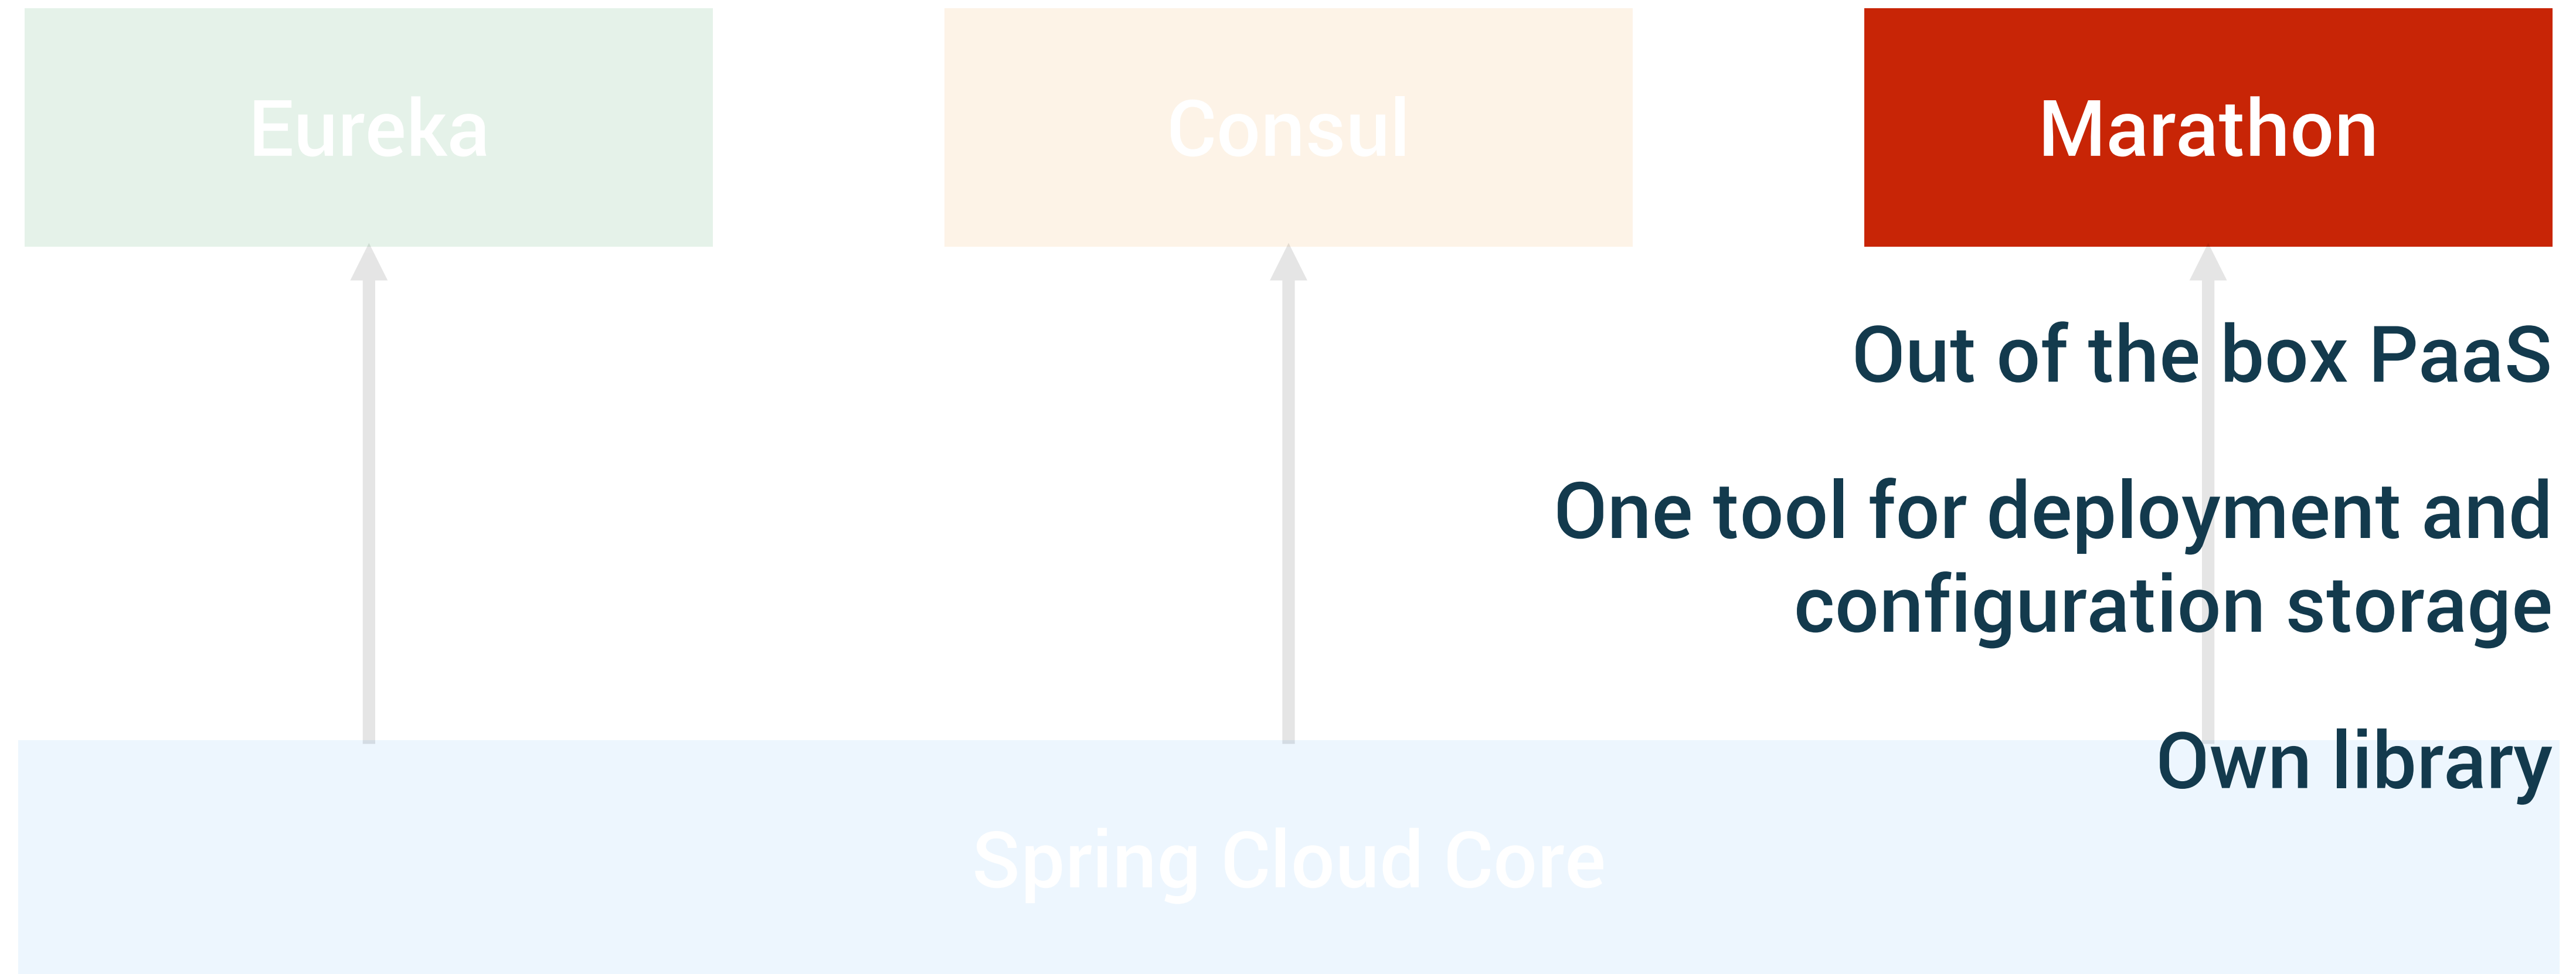 Eureka
Consul
Marathon
Out of the box PaaS
One tool for deployment and
configuration storage
Own library
Spring Cloud Core